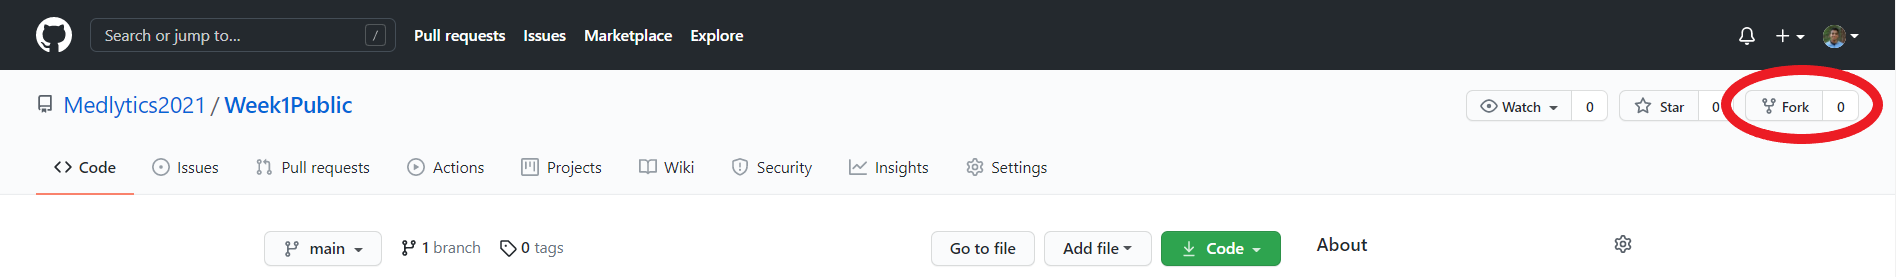 Search or jump to... / Pull requests Issues Marketplace Explore
Medlytics2021 / Week1Public Watch 0 Star 0 Fork 0
Code Issues Pull requests Actions Projects Wiki Security Insights Settings
main 1 branch 0 tags Go to file Add file Code About